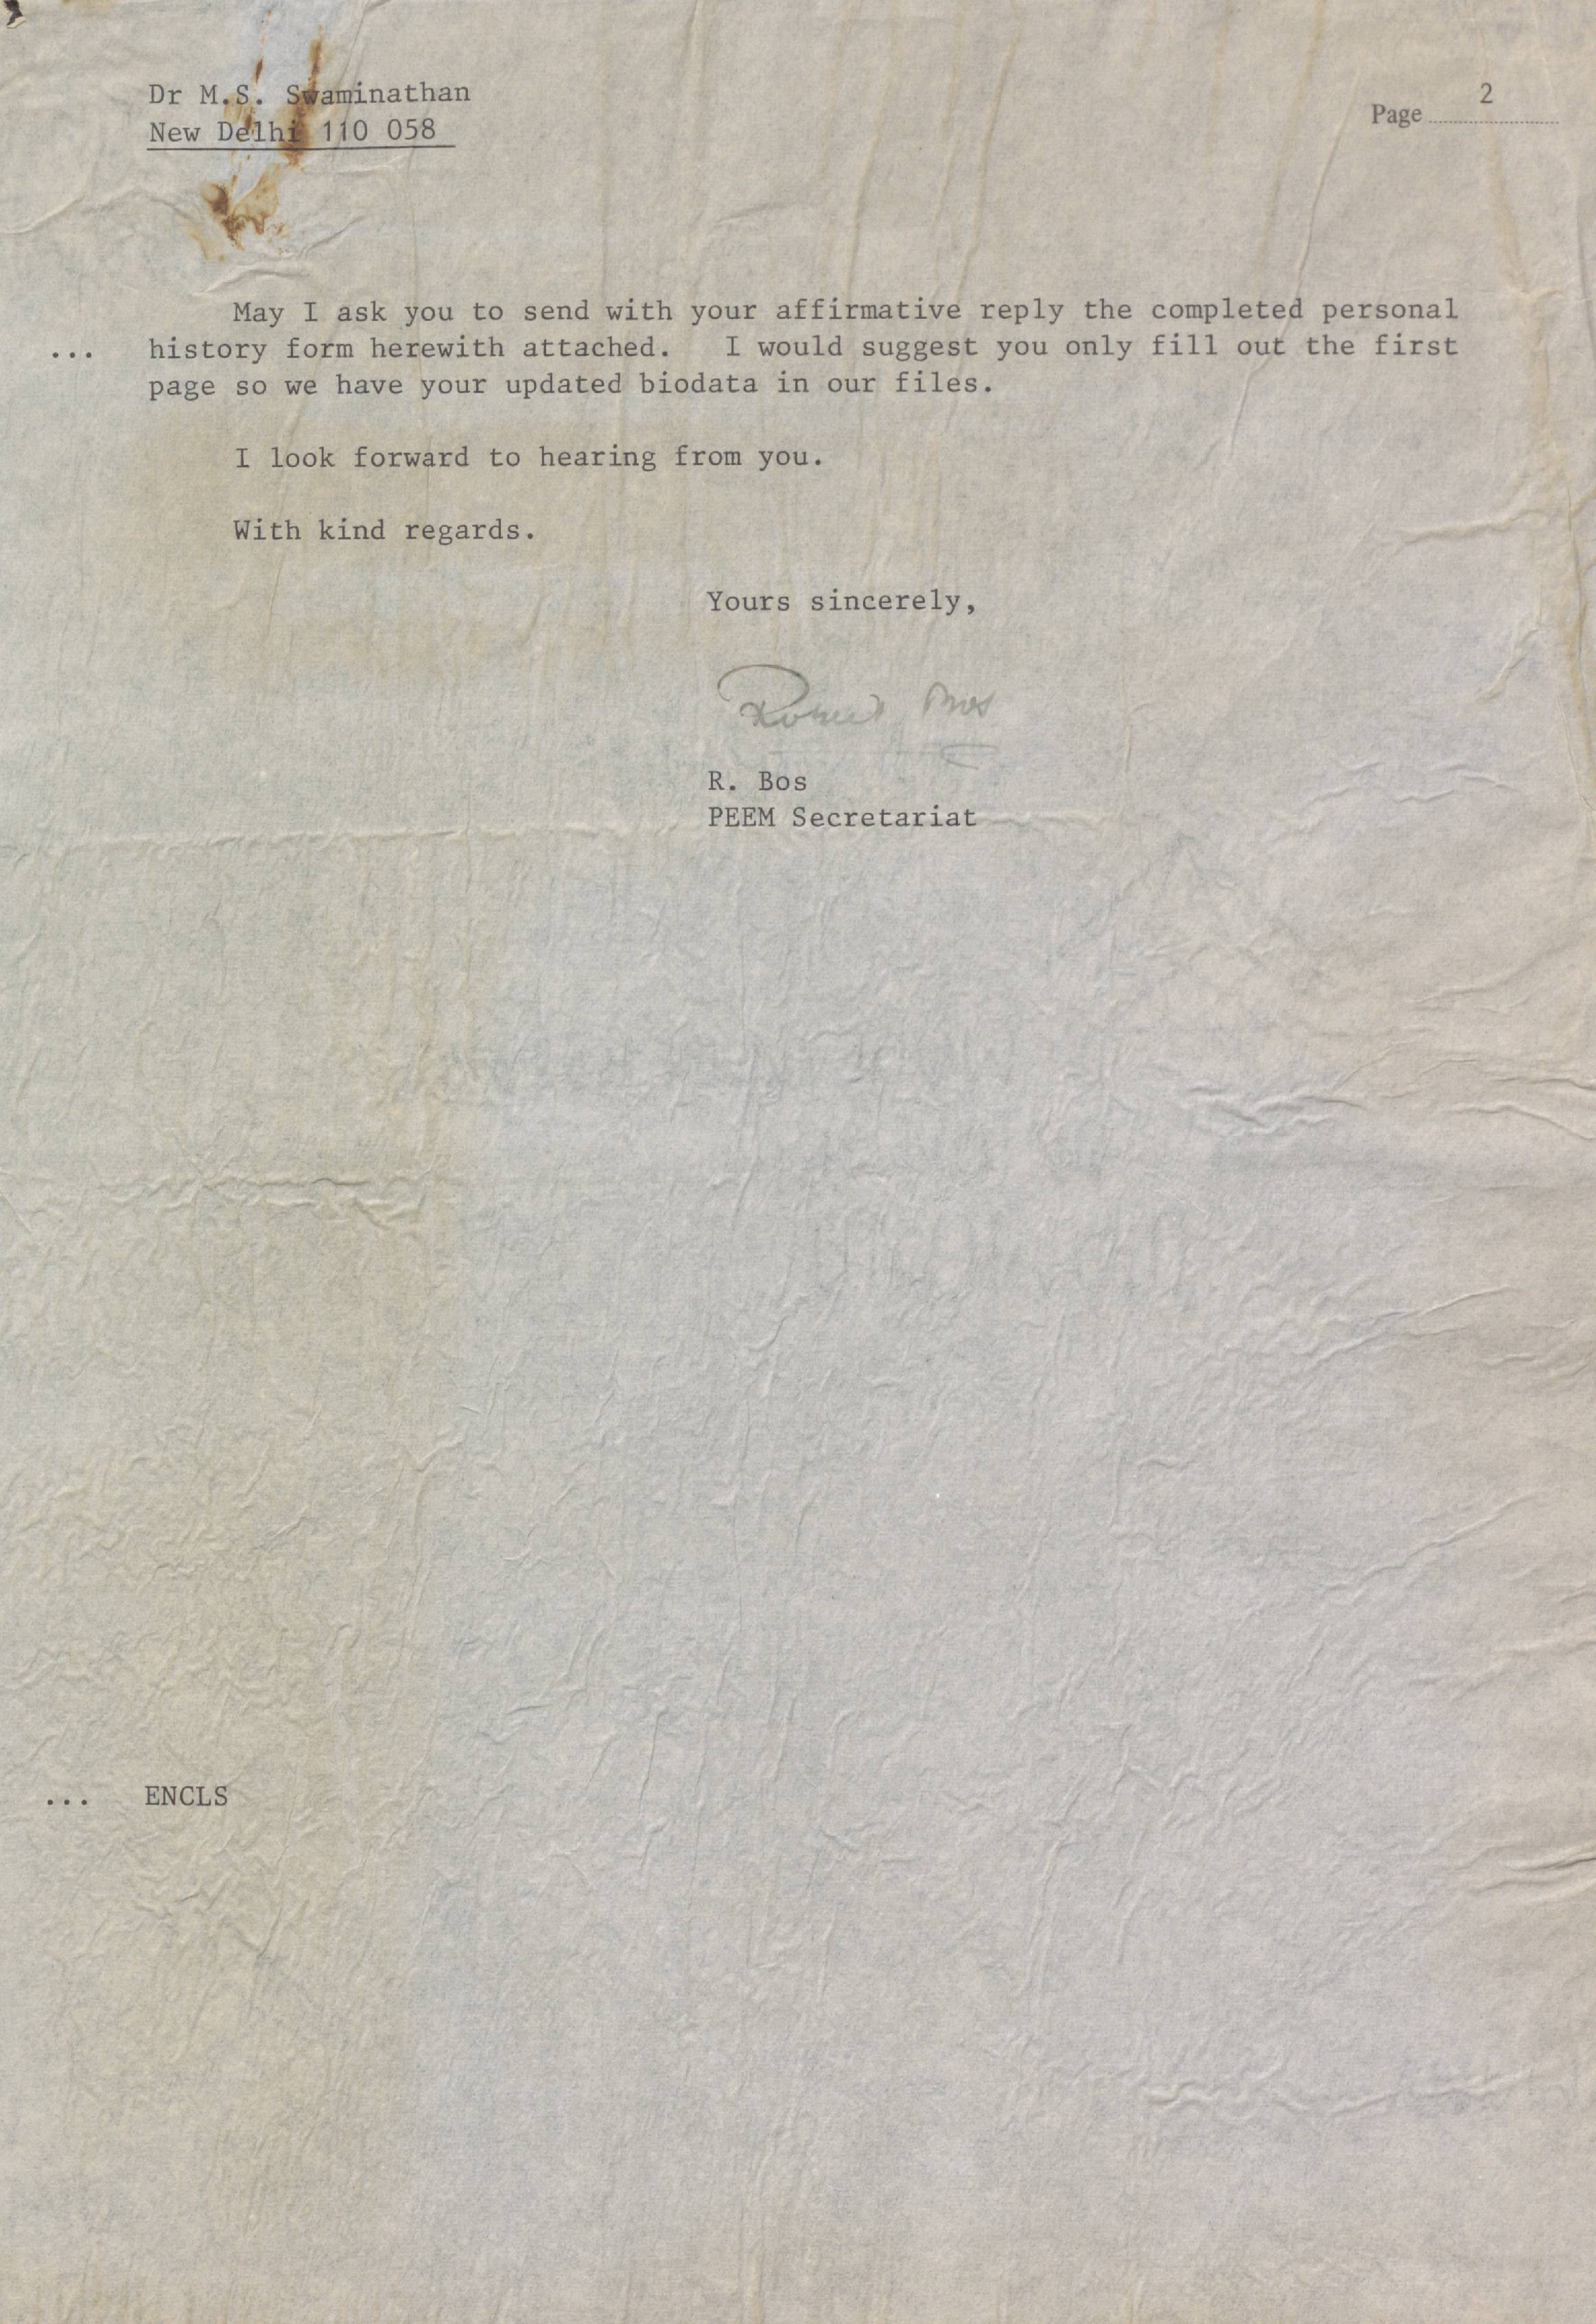 Dr M.S. Swaminathan
New Delhi 110 058
Page 2
May I ask you to send with your affirmative reply the completed personal
... history form herewith attached. I would suggest you only fill out the first
page so we have your updated biodata in our files.
I look forward to hearing from you.
With kind regards.
Yours sincerely,
Robert Bos
R. Bos
PEEM Secretariat
... ENCLS